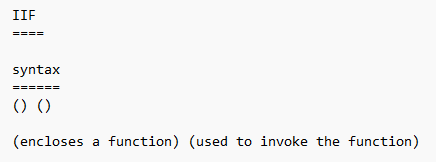 IIF
====
syntax
======
() ()
(encloses a function) (used to invoke the function)